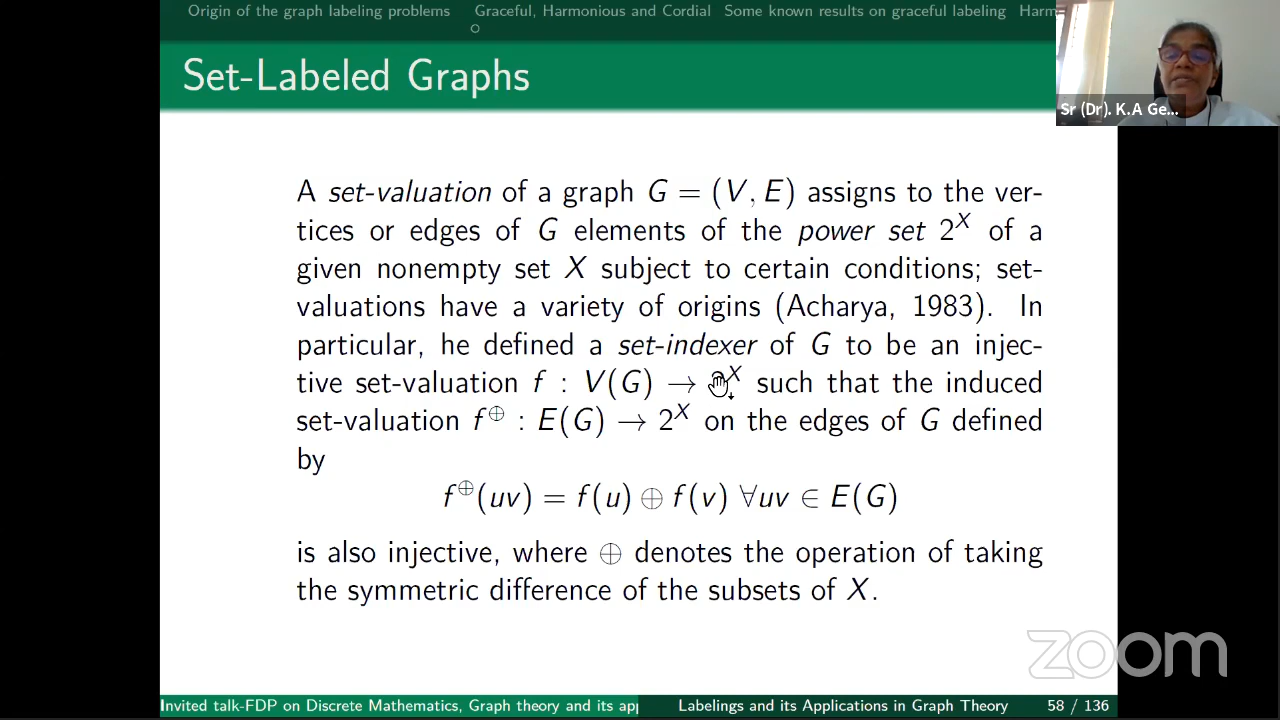 Origin of the graph labeling problems Graceful, Harmonious and Cordial Some known results on graceful labeling Harm
Set-Labeled Graphs
Sr (Dr). K.A Ge...
A set-valuation of a graph G = (V, E) assigns to the ver-
tices or edges of G elements of the power set 2^X of a
given nonempty set X subject to certain conditions; set-
valuations have a variety of origins (Acharya, 1983). In
particular, he defined a set-indexer of G to be an injec-
tive set-valuation f : V(G) → 2^X such that the induced
set-valuation f^⊕ : E(G) → 2^X on the edges of G defined
by
f^⊕(uv) = f(u) ⊕ f(v) ∀uv ∈ E(G)
is also injective, where ⊕ denotes the operation of taking
the symmetric difference of the subsets of X.
zoom
Invited talk-FDP on Discrete Mathematics, Graph theory and its app Labelings and its Applications in Graph Theory 58 / 136